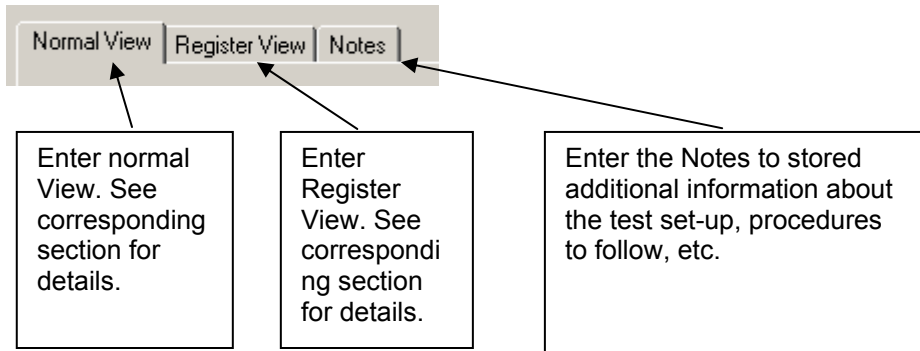 Normal View Register View Notes
Enter normal
View. See
corresponding
section for
details.
Enter
Register
View. See
correspondi
ng section
for details.
Enter the Notes to stored
additional information about
the test set-up, procedures
to follow, etc.